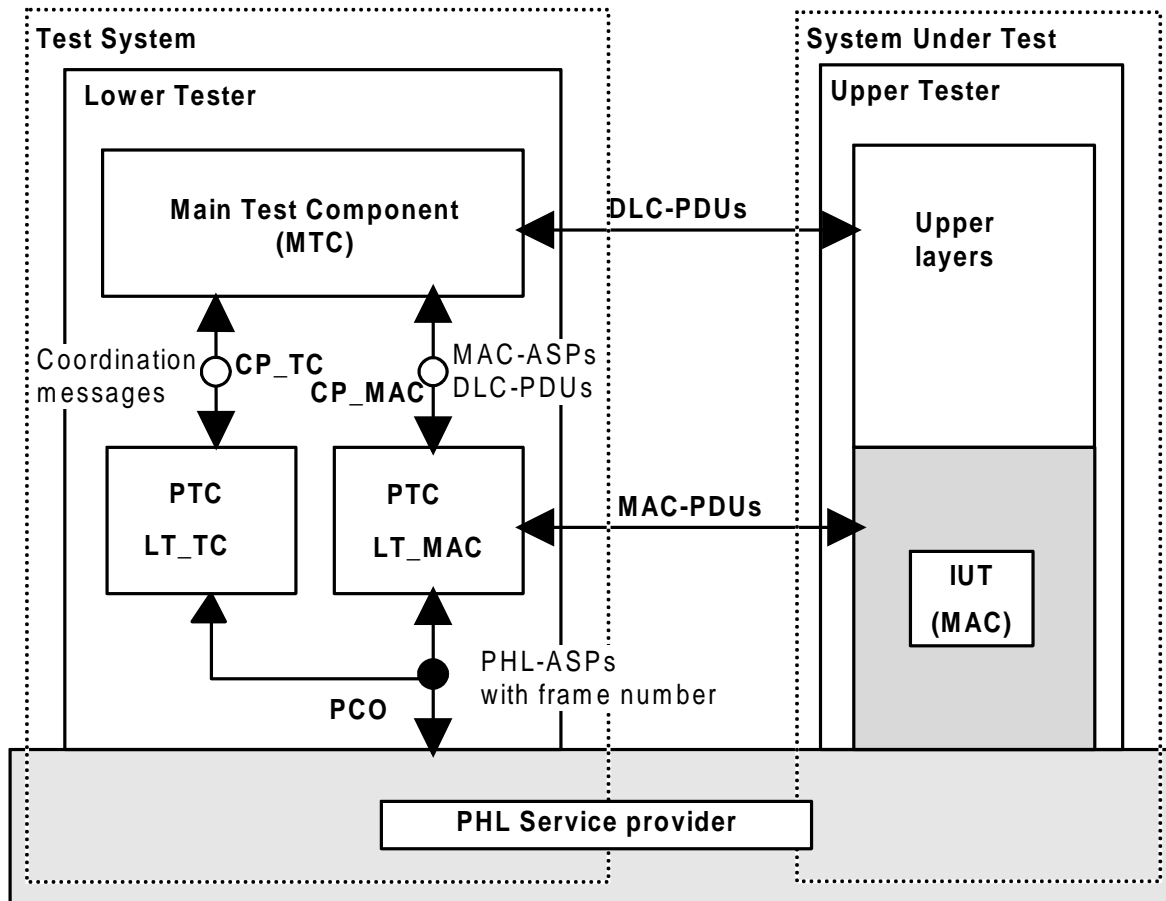 Test System
System Under Test
Lower Tester
Upper Tester
Main Test Component
(MTC)
DLC-PDUs
Upper
layers
Coordination
messages
CP_TC
CP_MAC
MAC-ASPs
DLC-PDUs
PTC
LT_TC
PTC
LT_MAC
MAC-PDUs
IUT
(MAC)
PHL-ASPs
with frame number
PCO
PHL Service provider